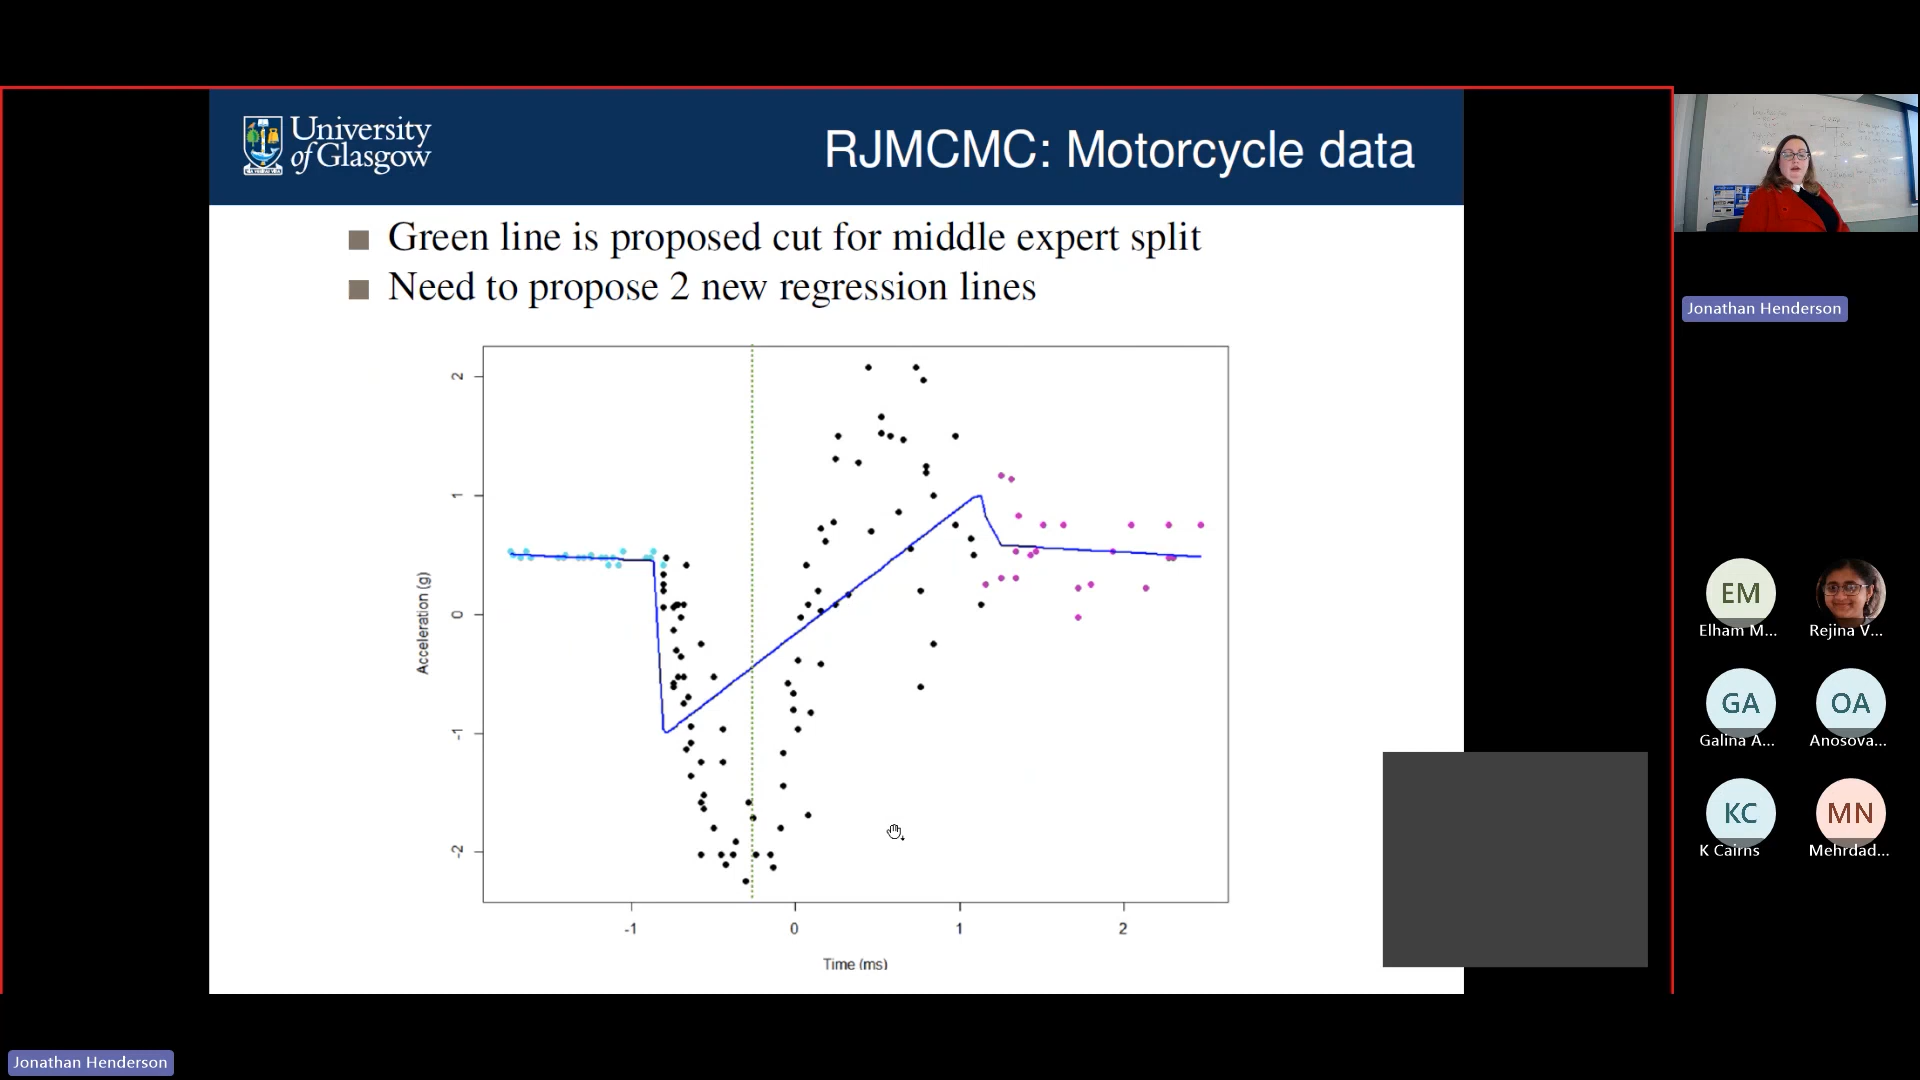 University
of Glasgow
RJMCMC: Motorcycle data
Green line is proposed cut for middle expert split
Need to propose 2 new regression lines
2
1
0
-1
-2
Acceleration (g)
-1
0
1
2
Time (ms)
Jonathan Henderson
EM
Elham M...
Rejina V...
GA
Galina A...
OA
Anosova...
KC
K Cairns
MN
Mehrdad...
Jonathan Henderson